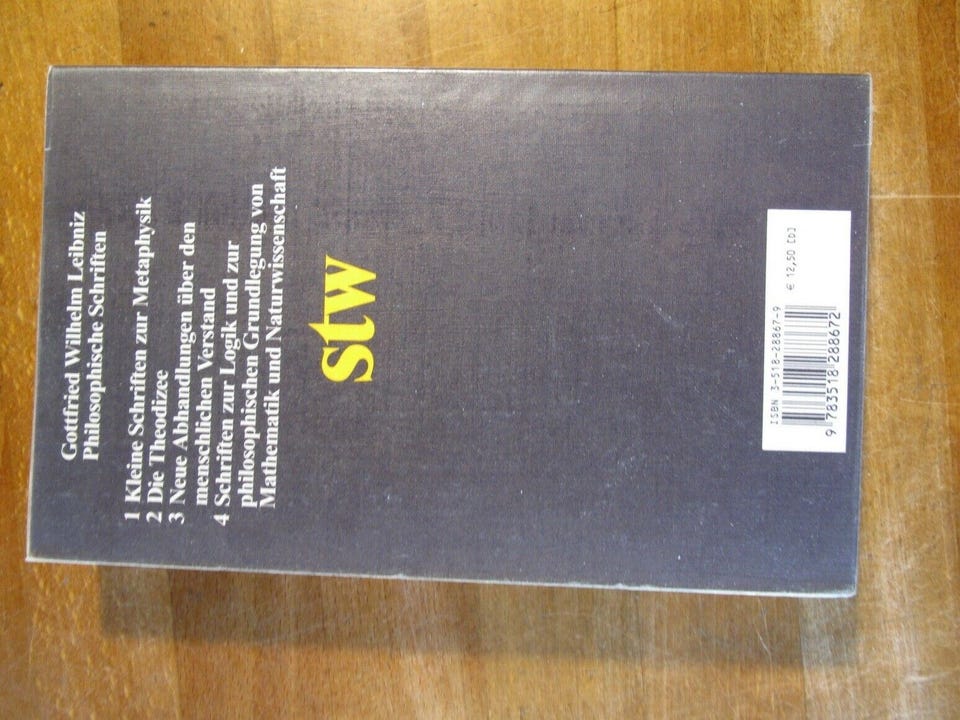 Gottfried Wilhelm Leibniz
Philosophische Schriften
1 Kleine Schriften zur Metaphysik
2 Die Theodizee
3 Neue Abhandlungen über den
menschlichen Verstand
4 Schriften zur Logik und zur
philosophischen Grundlegung von
Mathematik und Naturwissenschaft
stw
ISBN 3-518-28867-9
€ 12,50 [D]
9 783518 288672